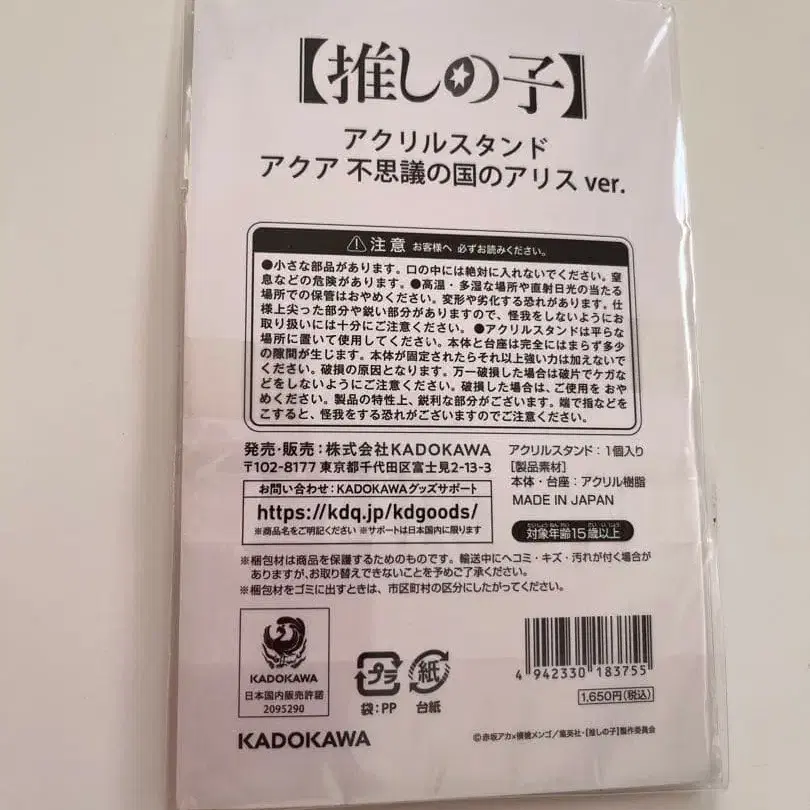 【推しの子】
アクリルスタンド
アクア 不思議の国のアリス ver.
注意 お客様へ 必ずお読みください。
●小さな部品があります。口の中には絶対に入れないでください。窒
息などの危険があります。●高温・多湿な場所や直射日光の当たる
場所での保管はおやめください。変形や劣化する恐れがあります。仕
様上尖った部分や鋭い部分がありますので、怪我をしないようにお
取り扱いには十分にご注意ください。 ●アクリルスタンドは平らな
場所に置いて使用してください。本体と台座は完全にはまらず多少
の隙間が生じます。本体が固定されたらそれ以上強い力は加えないで
ください。破損の原因となります。万一破損した場合は破片でケガな
どをしないようにご注意ください。破損した場合は、ご使用を おや
めください。製品の特性上、鋭利な部分がございます。端で指などを
こすると、怪我をする恐れがございますのでご注意ください。
発売・販売：株式会社KADOKAWA
〒102-8177 東京都千代田区富士見2-13-3
お問い合わせ：KADOKAWAグッズサポート
https://kdq.jp/kdgoods/
※商品名をご明記ください ※サポートは日本国内に限ります
アクリルスタンド：1個入り
[製品素材]
本体・台座：アクリル樹脂
MADE IN JAPAN
対象年齢15歳以上
※梱包材は商品を保護するためのものです。輸送中にヘコミ・キズ・汚れが付く場合が
ありますが、お取り替えできないことを予めご了承ください。
※梱包材をゴミに出すときは、市区町村の区分にしたがってください。
KADOKAWA
日本国内販売許諾
2095290
プラ
袋：PP
紙
台紙
4 942330 183755
1,650円(税込)
KADOKAWA
©赤坂アカ×横槍メンゴ／集英社・【推しの子】製作委員会